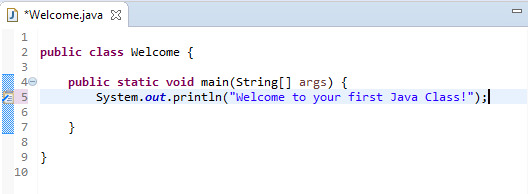 *Welcome.java
1
2 public class Welcome {
3
4 public static void main(String[] args) {
5 System.out.println("Welcome to your first Java Class!");
6
7 }
8
9 }
10